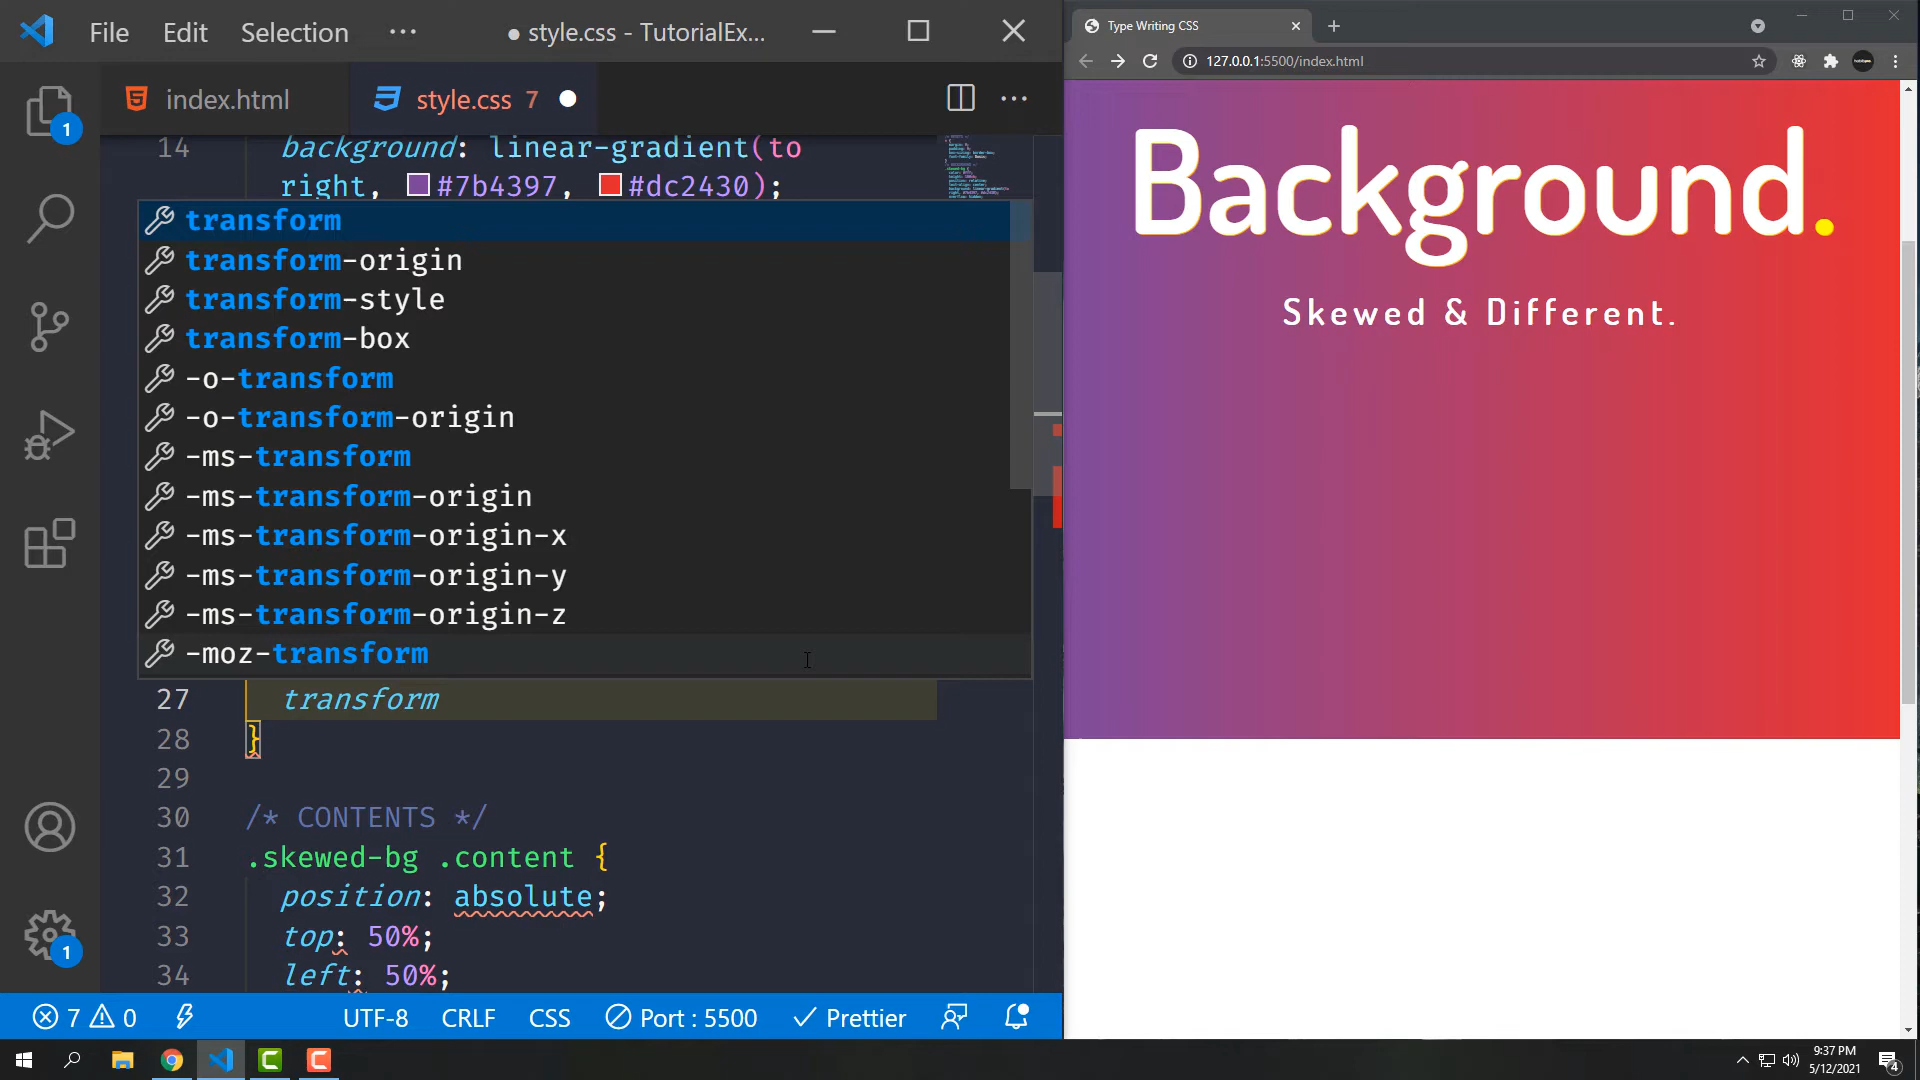 File Edit Selection ··· ● style.css - TutorialEx...
index.html style.css 7 ●
14 background: linear-gradient(to
right, #7b4397, #dc2430);
transform
transform-origin
transform-style
transform-box
-o-transform
-o-transform-origin
-ms-transform
-ms-transform-origin
-ms-transform-origin-x
-ms-transform-origin-y
-ms-transform-origin-z
-moz-transform
27 transform
28 }
29
30 /* CONTENTS */
31 .skewed-bg .content {
32 position: absolute;
33 top: 50%;
34 left: 50%;
1
1
7 0 UTF-8 CRLF CSS Port : 5500 Prettier
Type Writing CSS
127.0.0.1:5500/index.html
Background.
Skewed & Different.
9:37 PM
5/12/2021
4